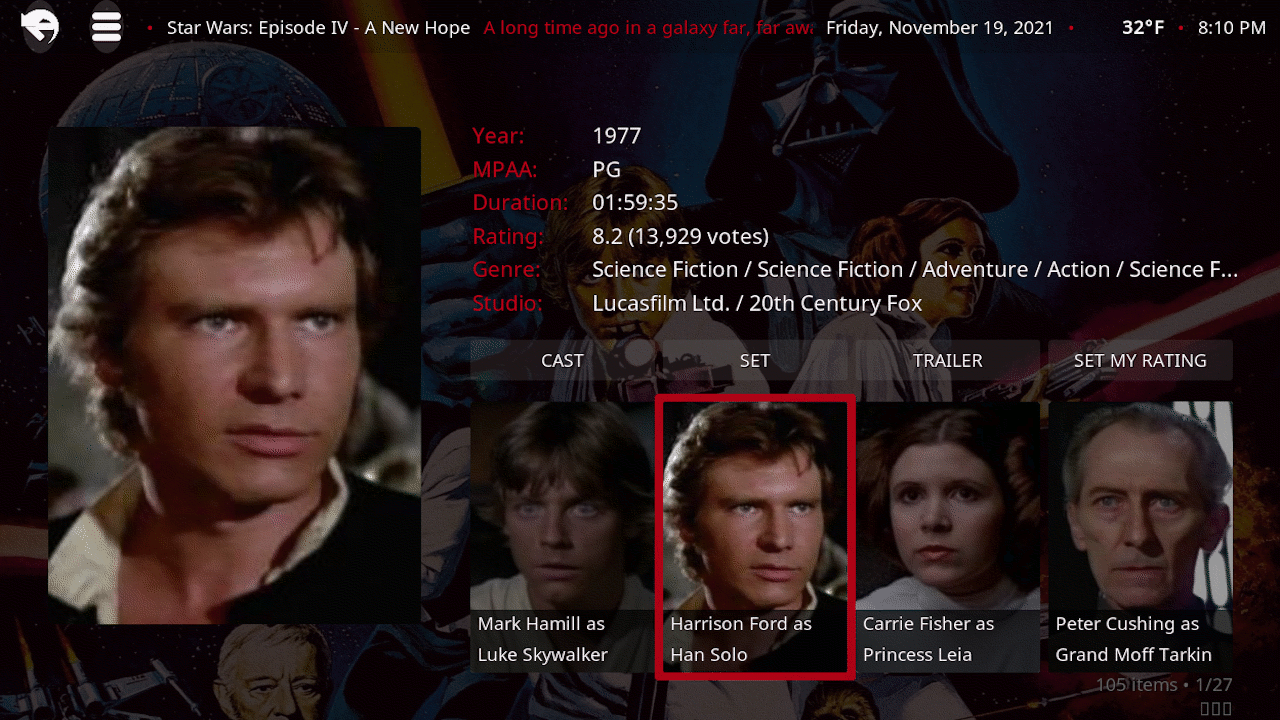 • Star Wars: Episode IV - A New Hope A long time ago in a galaxy far, far aw. Friday, November 19, 2021 • 32°F • 8:10 PM
Year: 1977
MPAA: PG
Duration: 01:59:35
Rating: 8.2 (13,929 votes)
Genre: Science Fiction / Science Fiction / Adventure / Action / Science F...
Studio: Lucasfilm Ltd. / 20th Century Fox
CAST SET TRAILER SET MY RATING
Mark Hamill as
Luke Skywalker
Harrison Ford as
Han Solo
Carrie Fisher as
Princess Leia
Peter Cushing as
Grand Moff Tarkin
105 items • 1/27